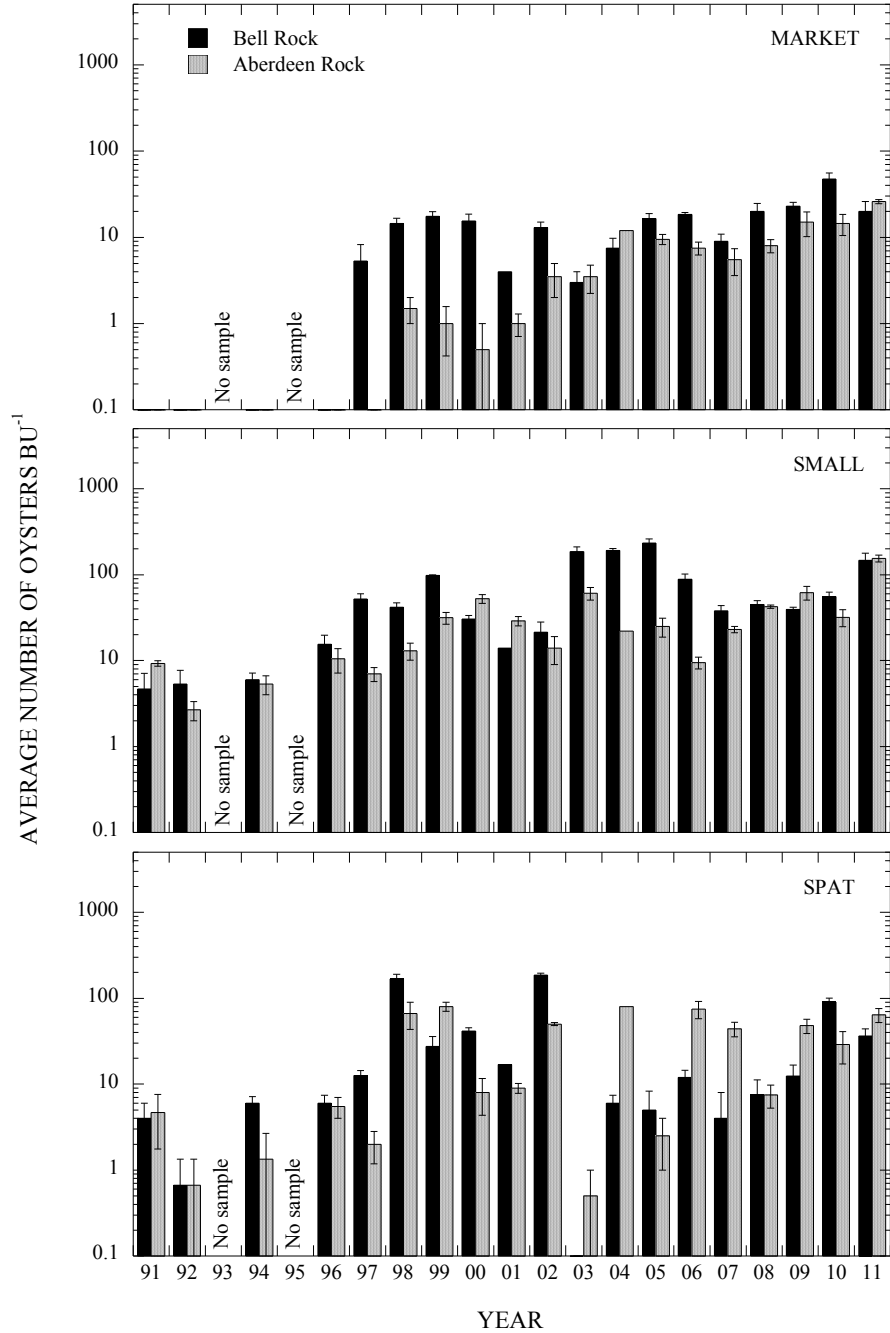 Bell Rock
Aberdeen Rock
MARKET
1000
100
10
1
0.1
No sample
No sample
SMALL
1000
100
10
1
0.1
No sample
No sample
SPAT
1000
100
10
1
0.1
No sample
No sample
91 92 93 94 95 96 97 98 99 00 01 02 03 04 05 06 07 08 09 10 11
YEAR
AVERAGE NUMBER OF OYSTERS BU-1